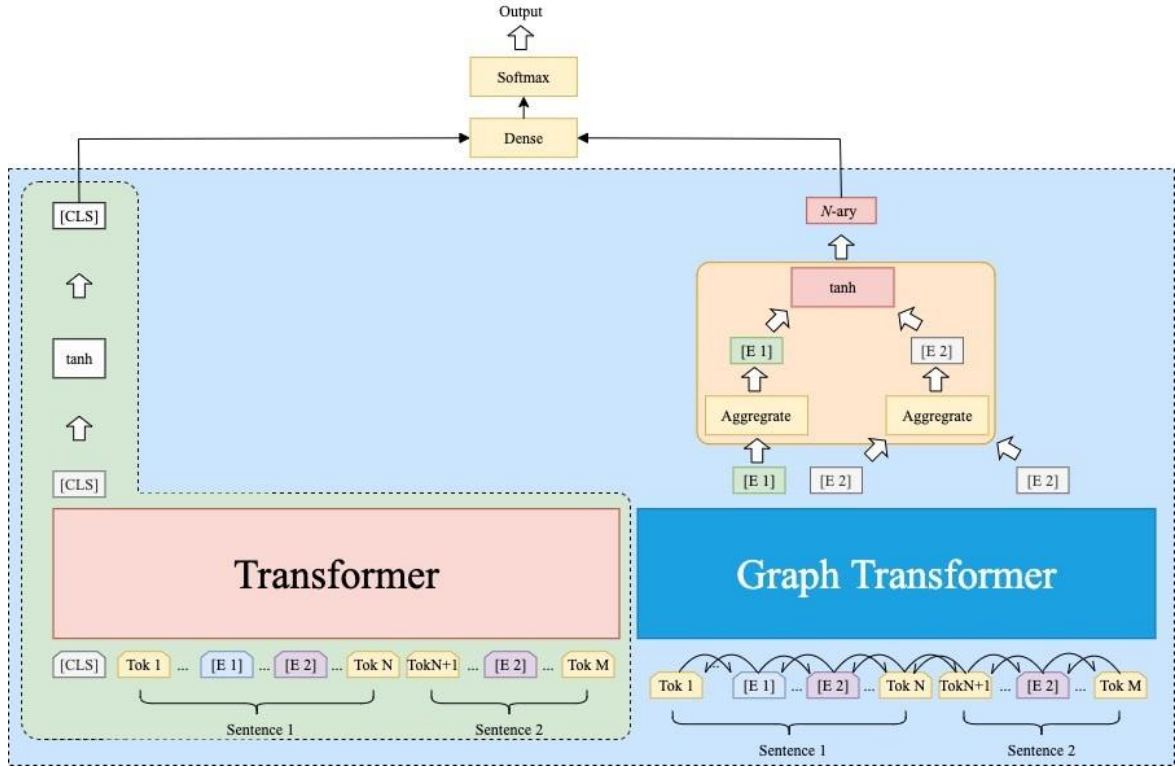 Output
Softmax
Dense
[CLS]
N-ary
tanh
tanh
[E 1]
[E 2]
Aggregrate
Aggregrate
[CLS]
[E 1]
[E 2]
[E 2]
Transformer
Graph Transformer
[CLS] Tok 1 ... [E 1] ... [E 2] ... Tok N TokN+1 ... [E 2] ... Tok M
Tok 1 ... [E 1] ... [E 2] ... Tok N TokN+1 ... [E 2] ... Tok M
Sentence 1
Sentence 2
Sentence 1
Sentence 2